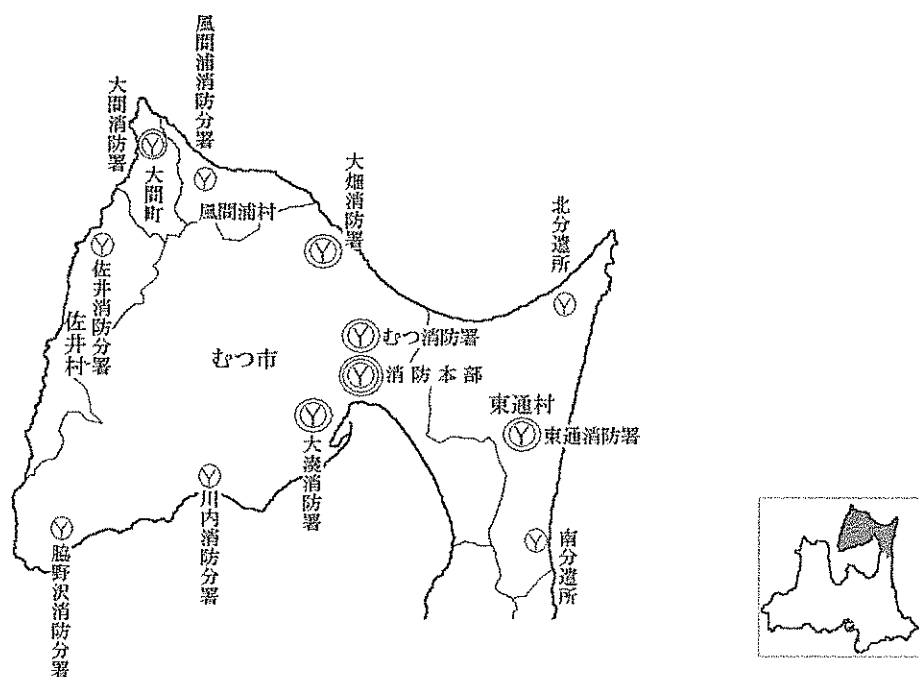 風間浦消防分署
大間消防署
大間町
風間浦村
大畑消防署
北分遣所
佐井消防分署
佐井村
むつ消防署
むつ市
消防本部
東通村
東通消防署
大湊消防署
川内消防分署
南分遣所
脇野沢消防分署